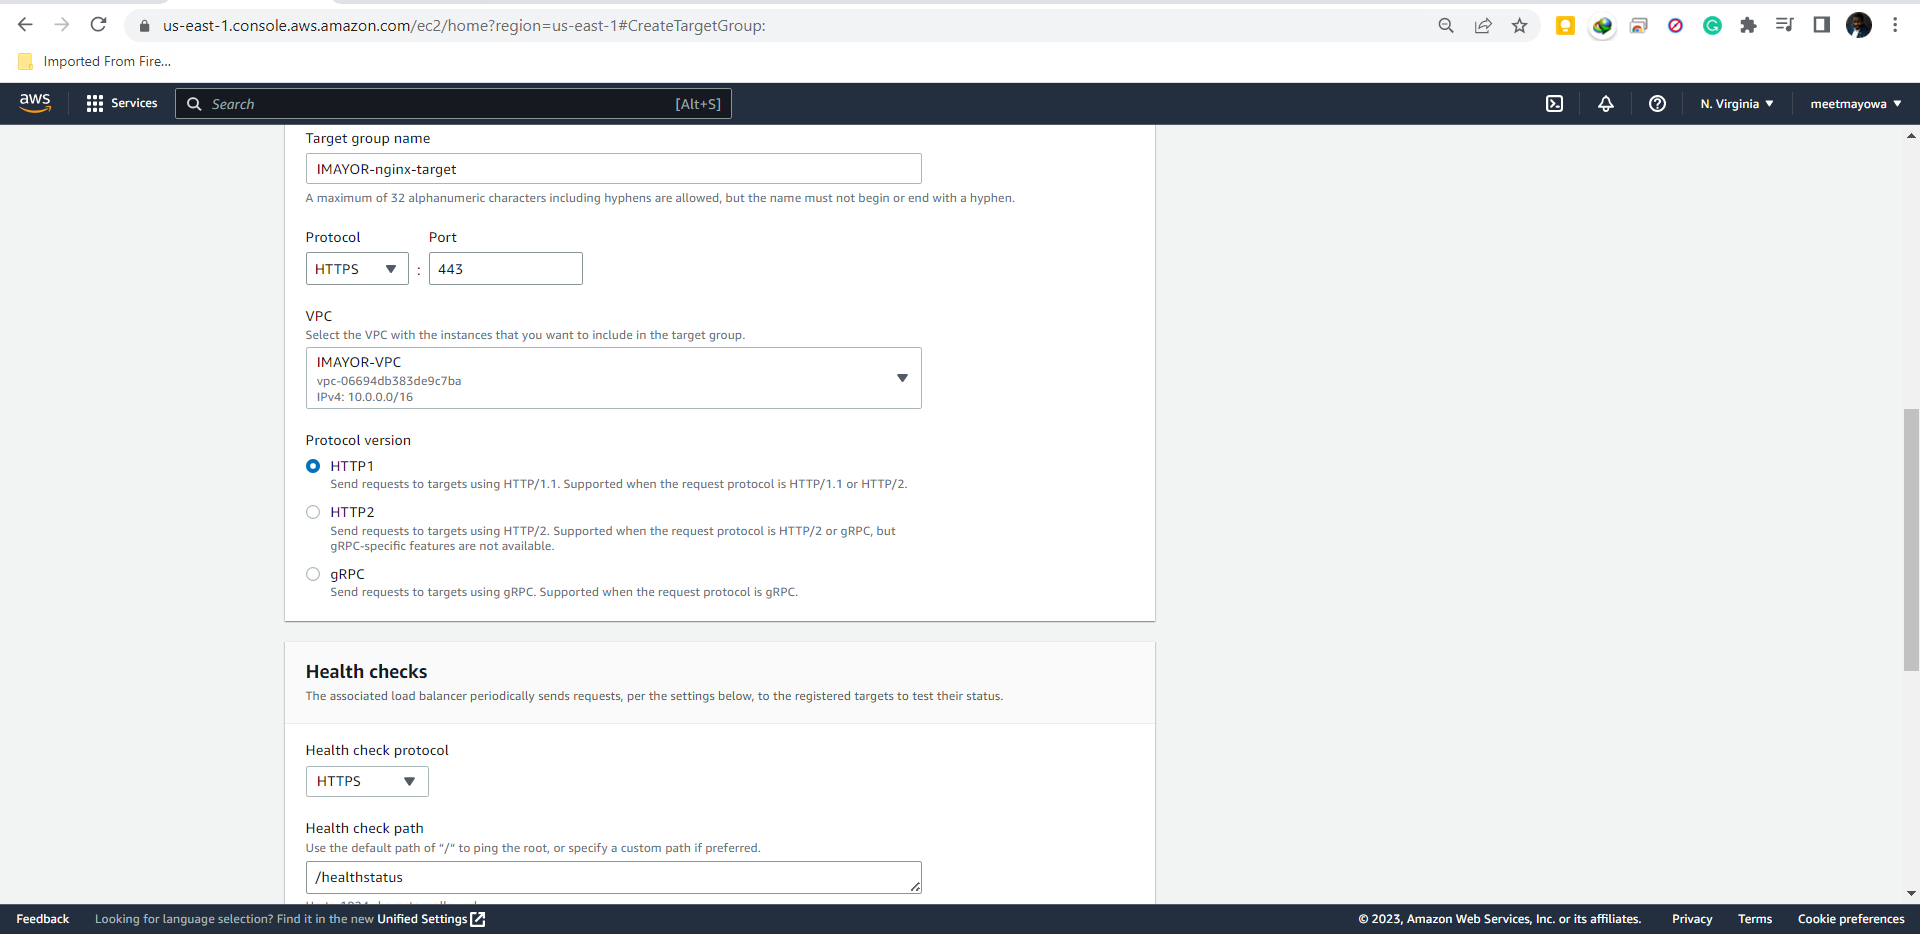 us-east-1.console.aws.amazon.com/ec2/home?region=us-east-1#CreateTargetGroup:
Imported From Fire...
aws Services Search [Alt+S] N. Virginia ▼ meetmayowa ▼
Target group name
IMAYOR-nginx-target
A maximum of 32 alphanumeric characters including hyphens are allowed, but the name must not begin or end with a hyphen.
Protocol Port
HTTPS : 443
VPC
Select the VPC with the instances that you want to include in the target group.
IMAYOR-VPC
vpc-06694db383de9c7ba
IPv4: 10.0.0.0/16
Protocol version
HTTP1
Send requests to targets using HTTP/1.1. Supported when the request protocol is HTTP/1.1 or HTTP/2.
HTTP2
Send requests to targets using HTTP/2. Supported when the request protocol is HTTP/2 or gRPC, but
gRPC-specific features are not available.
gRPC
Send requests to targets using gRPC. Supported when the request protocol is gRPC.
Health checks
The associated load balancer periodically sends requests, per the settings below, to the registered targets to test their status.
Health check protocol
HTTPS
Health check path
Use the default path of “/” to ping the root, or specify a custom path if preferred.
/healthstatus
Feedback Looking for language selection? Find it in the new Unified Settings © 2023, Amazon Web Services, Inc. or its affiliates. Privacy Terms Cookie preferences